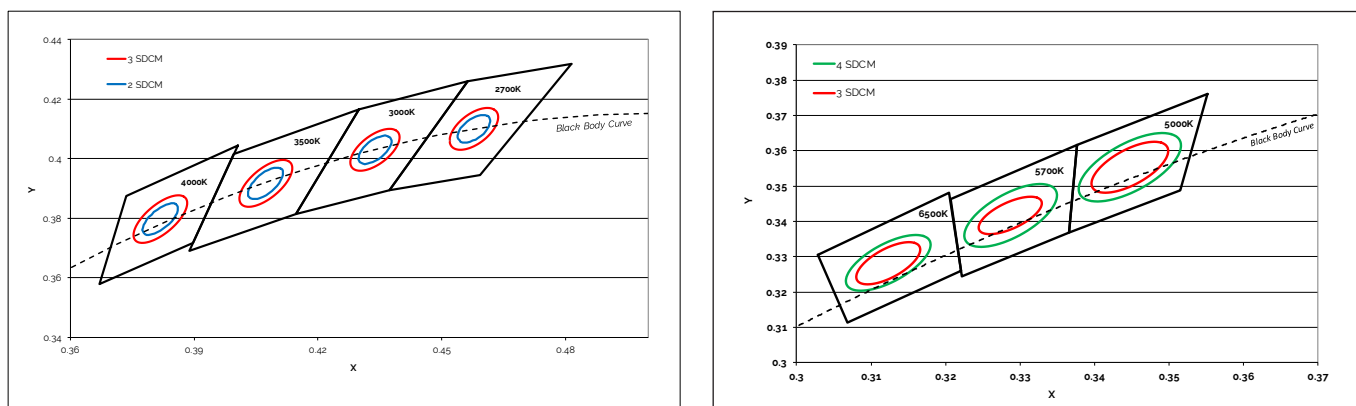 0.44
0.42
0.4
0.38
0.36
0.34
Y
3 SDCM
2 SDCM
2700K
3000K
3500K
4000K
Black Body Curve
0.36
0.39
0.42
0.45
0.48
X
0.39
0.38
0.37
0.36
0.35
0.34
0.33
0.32
0.31
0.3
Y
4 SDCM
3 SDCM
5000K
5700K
6500K
Black Body Curve
0.3
0.31
0.32
0.33
0.34
0.35
0.36
0.37
X